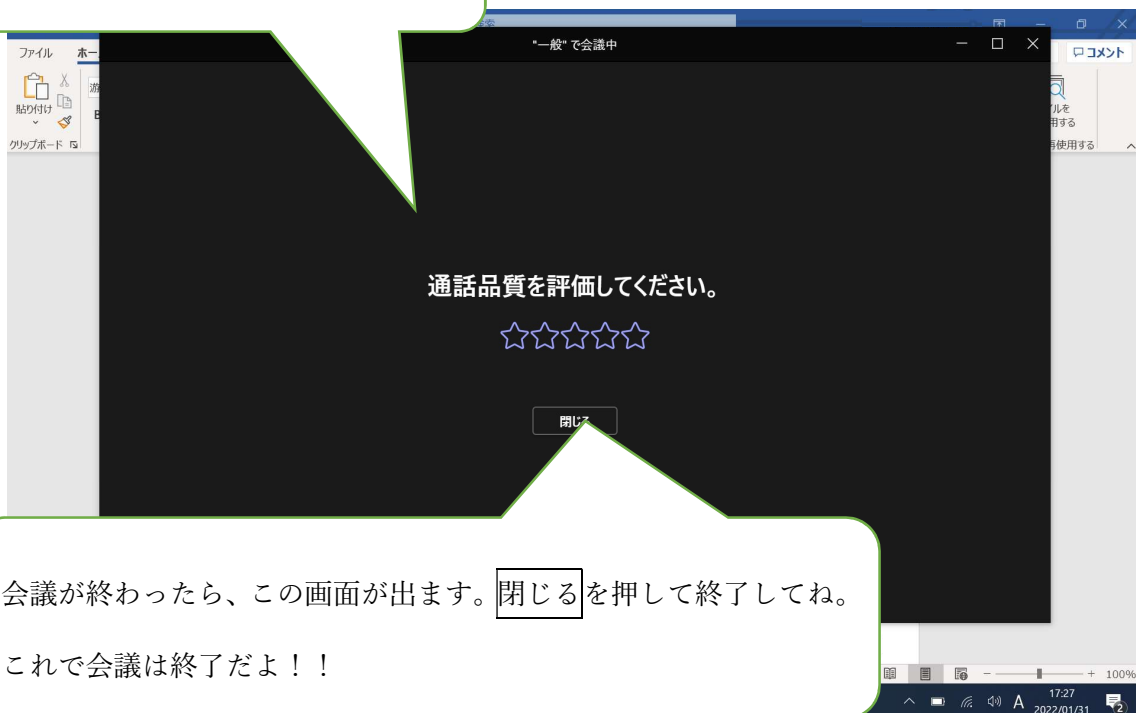 "一般" で会議中
ファイル
コメント
貼り付け
クリップボード
用する
再使用する
通話品質を評価してください。
閉じる
会議が終わったら、この画面が出ます。閉じるを押して終了してね。
これで会議は終了だよ！！
100%
A
17:27
2022/01/31
2